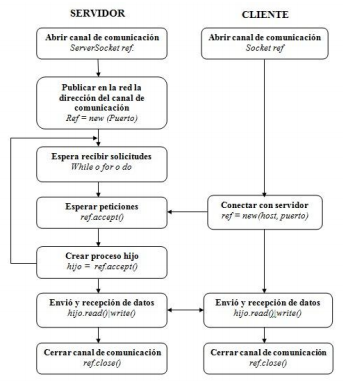 SERVIDOR
CLIENTE
Abrir canal de comunicación
ServerSocket ref.
Abrir canal de comunicación
Socket ref
Publicar en la red la
dirección del canal de
comunicación
Ref = new (Puerto)
Espera recibir solicitudes
While o for o do
Esperar peticiones
ref.accept()
Conectar con servidor
ref = new(host, puerto)
Crear proceso hijo
hijo = ref.accept()
Envió y recepción de datos
hijo.read()|write()
Envió y recepción de datos
hijo.read()|write()
Cerrar canal de comunicación
ref.close()
Cerrar canal de comunicación
ref.close()